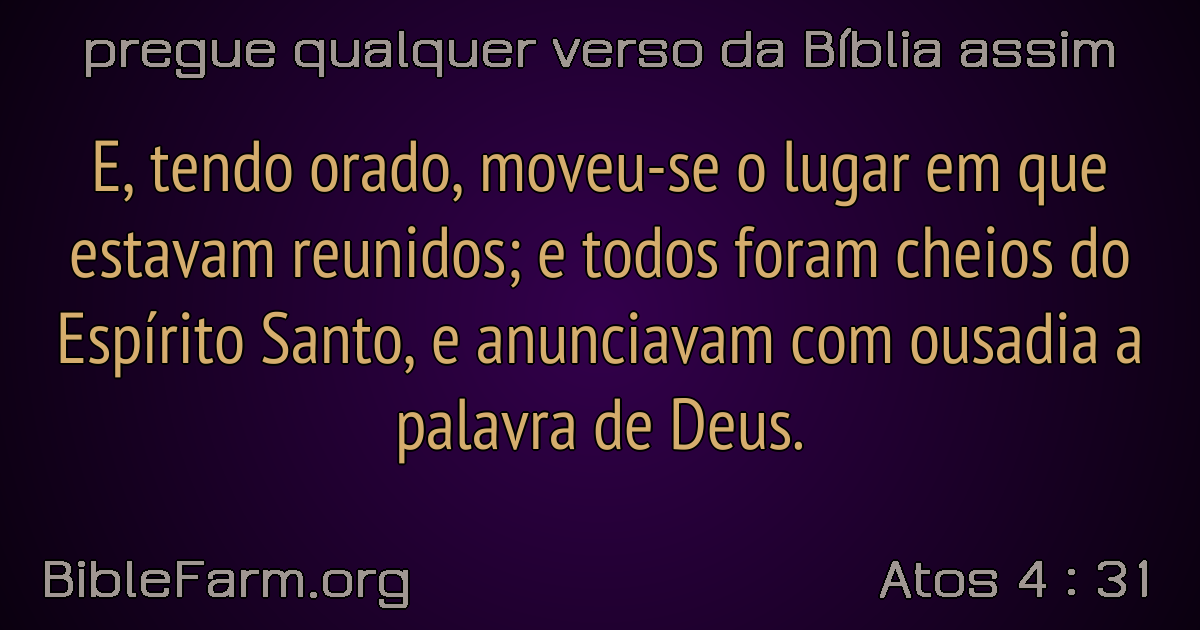 pregue qualquer verso da Bíblia assim
E, tendo orado, moveu-se o lugar em que
estavam reunidos; e todos foram cheios do
Espírito Santo, e anunciavam com ousadia a
palavra de Deus.
BibleFarm.org
Atos 4 : 31